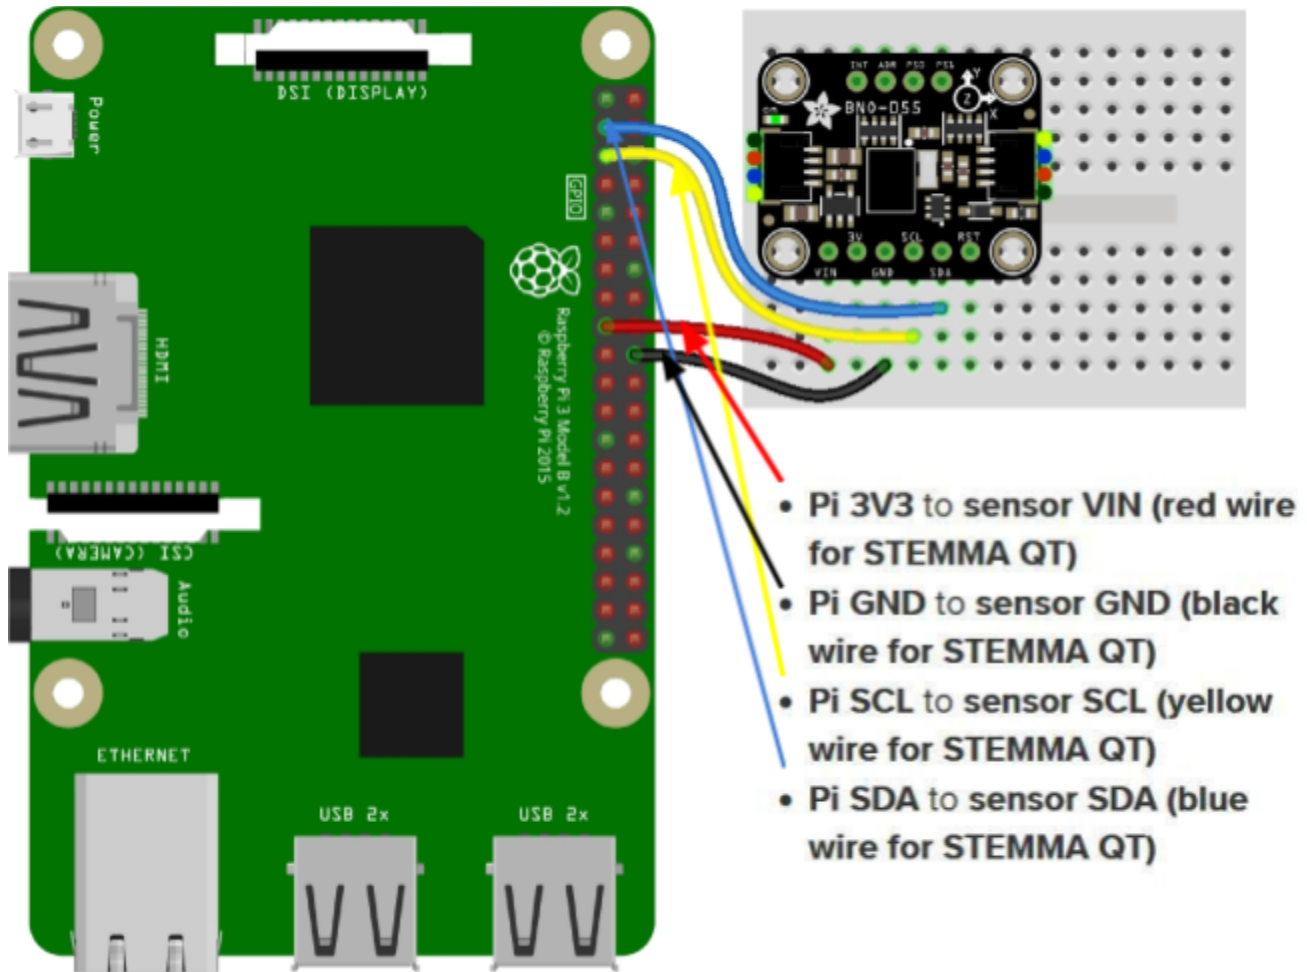 DSI (DISPLAY)
Power
GPIO
HDMI
Raspberry Pi 3 Model B v1.2
© Raspberry Pi 2015
CSI (CAMERA)
Audio
ETHERNET
USB 2x
USB 2x
INT ADR PS0 PS1
BNO-055
Y
Z
X
3V SCL RST
VIN GND SDA
• Pi 3V3 to sensor VIN (red wire
for STEMMA QT)
• Pi GND to sensor GND (black
wire for STEMMA QT)
• Pi SCL to sensor SCL (yellow
wire for STEMMA QT)
• Pi SDA to sensor SDA (blue
wire for STEMMA QT)